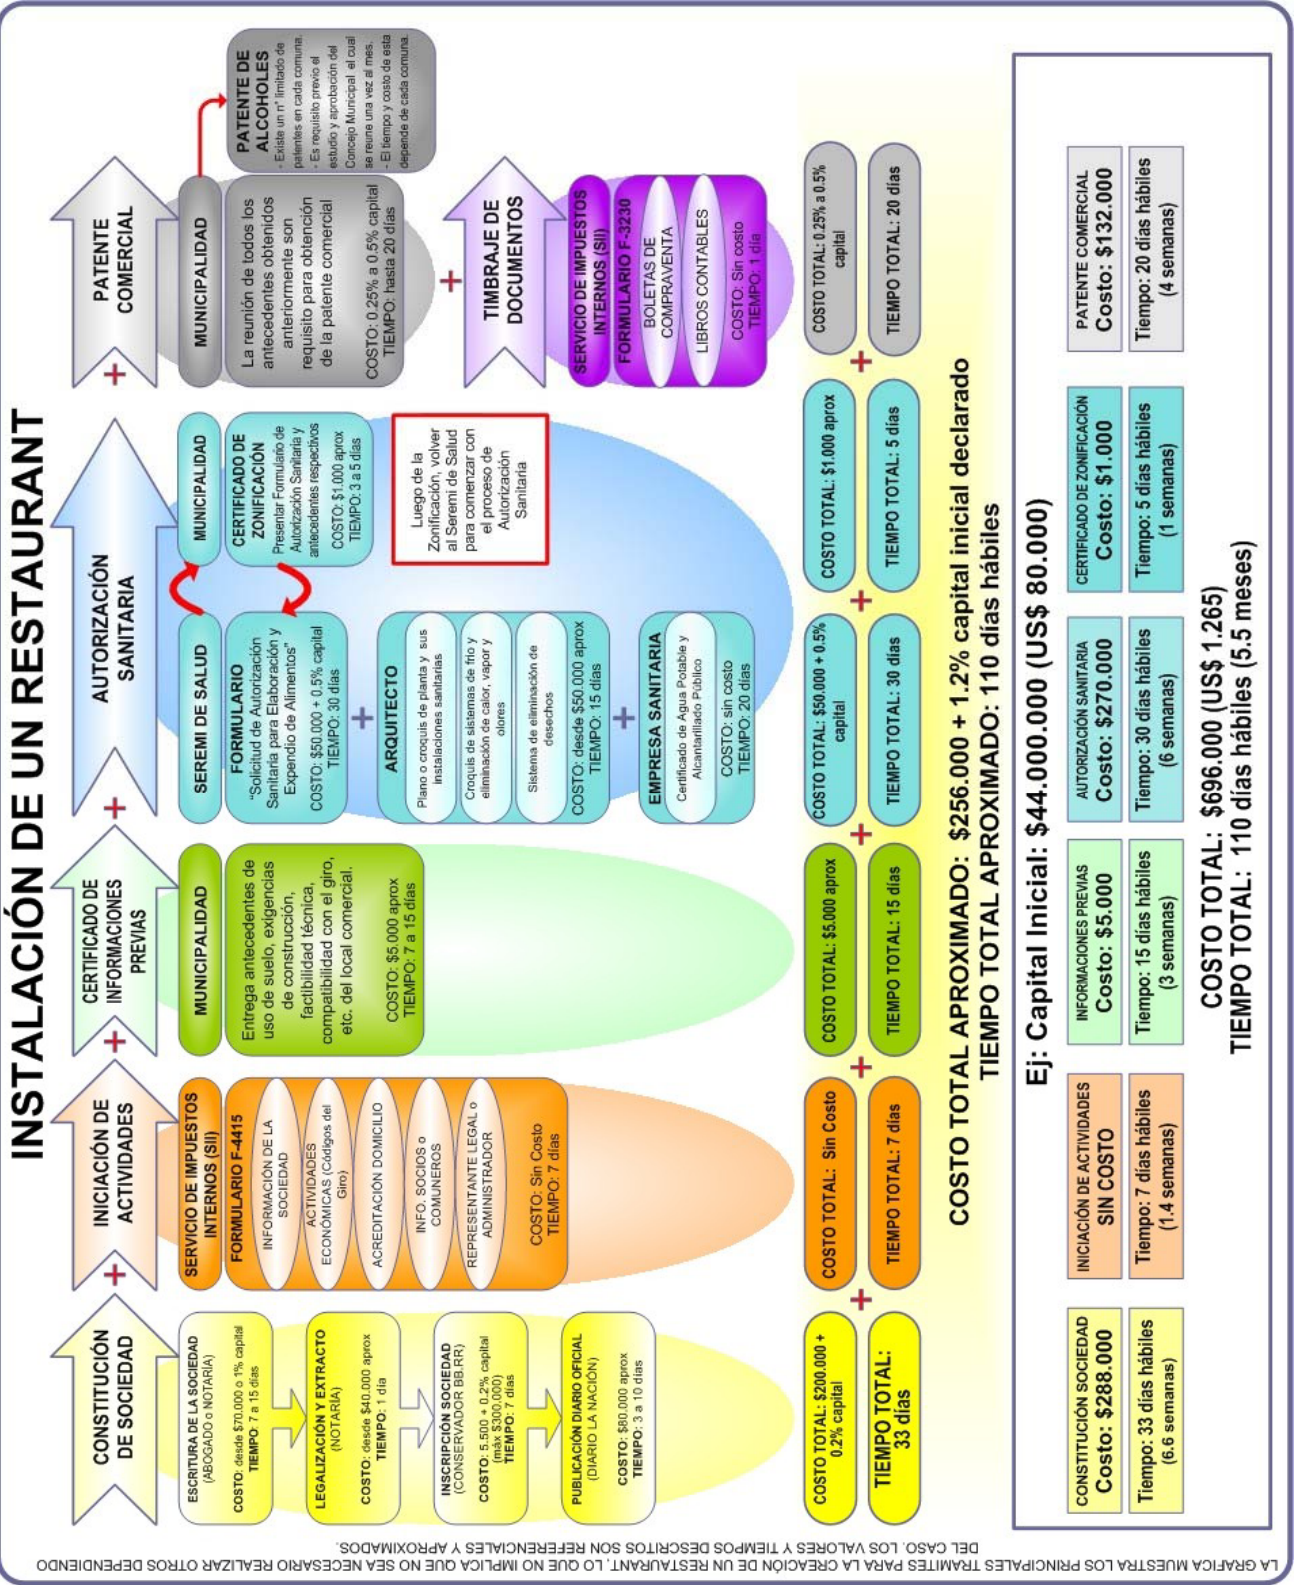 INSTALACIÓN DE UN RESTAURANT
CONSTITUCIÓN
DE SOCIEDAD
ESCRITURA DE LA SOCIEDAD
(ABOGADO o NOTARÍA)
COSTO: desde $70.000 ó 1% capital
TIEMPO: 7 a 15 días
LEGALIZACIÓN Y EXTRACTO
(NOTARÍA)
COSTO: desde $40.000 aprox
TIEMPO: 1 día
INSCRIPCIÓN SOCIEDAD
(CONSERVADOR BB.RR)
COSTO: 5.500 + 0.2% capital
(máx $300.000)
TIEMPO: 7 días
PUBLICACIÓN DIARIO OFICIAL
(DIARIO LA NACIÓN)
COSTO: $80.000 aprox
TIEMPO: 3 a 10 días
+
INICIACIÓN DE
ACTIVIDADES
SERVICIO DE IMPUESTOS
INTERNOS (SII)
FORMULARIO F-4415
INFORMACIÓN DE LA
SOCIEDAD
ACTIVIDADES
ECONÓMICAS (Códigos del
Giro)
ACREDITACIÓN DOMICILIO
INFO. SOCIOS o
COMUNEROS
REPRESENTANTE LEGAL o
ADMINISTRADOR
COSTO: Sin Costo
TIEMPO: 7 días
+
CERTIFICADO DE
INFORMACIONES
PREVIAS
MUNICIPALIDAD
Entrega antecedentes de
uso de suelo, exigencias
de construcción,
factibilidad técnica,
compatibilidad con el giro,
etc. del local comercial.
COSTO: $5.000 aprox
TIEMPO: 7 a 15 días
+
AUTORIZACIÓN
SANITARIA
SEREMI DE SALUD
FORMULARIO
“Solicitud de Autorización
Sanitaria para Elaboración y
Expendio de Alimentos”
COSTO: $50.000 + 0.5% capital
TIEMPO: 30 días
+
ARQUITECTO
Plano o croquis de planta y sus
instalaciones sanitarias
Croquis de sistemas de frío y
eliminación de calor, vapor y
olores
Sistema de eliminación de
desechos
COSTO: desde $50.000 aprox
TIEMPO: 15 días
+
EMPRESA SANITARIA
Certificado de Agua Potable y
Alcantarillado Público
COSTO: sin costo
TIEMPO: 20 días
MUNICIPALIDAD
CERTIFICADO DE
ZONIFICACIÓN
Presentar Formulario de
Autorización Sanitaria y
antecedentes respectivos
COSTO: $1.000 aprox
TIEMPO: 3 a 5 días
Luego de la
Zonificación, volver
al Seremi de Salud
para comenzar con
el proceso de
Autorización
Sanitaria
+
PATENTE
COMERCIAL
MUNICIPALIDAD
La reunión de todos los
antecedentes obtenidos
anteriormente son
requisito para obtención
de la patente comercial
COSTO: 0.25% a 0.5% capital
TIEMPO: hasta 20 días
PATENTE DE
ALCOHOLES
- Existe un n° limitado de
patentes en cada comuna.
- Es requisito previo el
estudio y aprobación del
Concejo Municipal el cual
se reune una vez al mes.
- El tiempo y costo de esta
depende de cada comuna.
+
TIMBRAJE DE
DOCUMENTOS
SERVICIO DE IMPUESTOS
INTERNOS (SII)
FORMULARIO F-3230
BOLETAS DE
COMPRAVENTA
LIBROS CONTABLES
COSTO: Sin costo
TIEMPO: 1 día
COSTO TOTAL: $200.000 +
0.2% capital
TIEMPO TOTAL:
33 días
+
COSTO TOTAL: Sin Costo
TIEMPO TOTAL: 7 días
+
COSTO TOTAL: $5.000 aprox
TIEMPO TOTAL: 15 días
+
COSTO TOTAL: $50.000 + 0.5%
capital
TIEMPO TOTAL: 30 días
+
COSTO TOTAL: $1.000 aprox
TIEMPO TOTAL: 5 días
+
COSTO TOTAL: 0.25% a 0.5%
capital
TIEMPO TOTAL: 20 días
COSTO TOTAL APROXIMADO: $256.000 + 1.2% capital inicial declarado
TIEMPO TOTAL APROXIMADO: 110 días hábiles
Ej: Capital Inicial: $44.000.000 (US$ 80.000)
CONSTITUCIÓN SOCIEDAD
Costo: $288.000
Tiempo: 33 días hábiles
(6.6 semanas)
INICIACIÓN DE ACTIVIDADES
SIN COSTO
Tiempo: 7 días hábiles
(1.4 semanas)
INFORMACIONES PREVIAS
Costo: $5.000
Tiempo: 15 días hábiles
(3 semanas)
AUTORIZACIÓN SANITARIA
Costo: $270.000
Tiempo: 30 días hábiles
(6 semanas)
CERTIFICADO DE ZONIFICACIÓN
Costo: $1.000
Tiempo: 5 días hábiles
(1 semanas)
PATENTE COMERCIAL
Costo: $132.000
Tiempo: 20 días hábiles
(4 semanas)
COSTO TOTAL: $696.000 (US$ 1.265)
TIEMPO TOTAL: 110 días hábiles (5.5 meses)
LA GRAFICA MUESTRA LOS PRINCIPALES TRAMITES PARA LA CREACIÓN DE UN RESTAURANT, LO QUE NO IMPLICA QUE NO SEA NECESARIO REALIZAR OTROS DEPENDIENDO
DEL CASO. LOS VALORES Y TIEMPOS DESCRITOS SON REFERENCIALES Y APROXIMADOS.